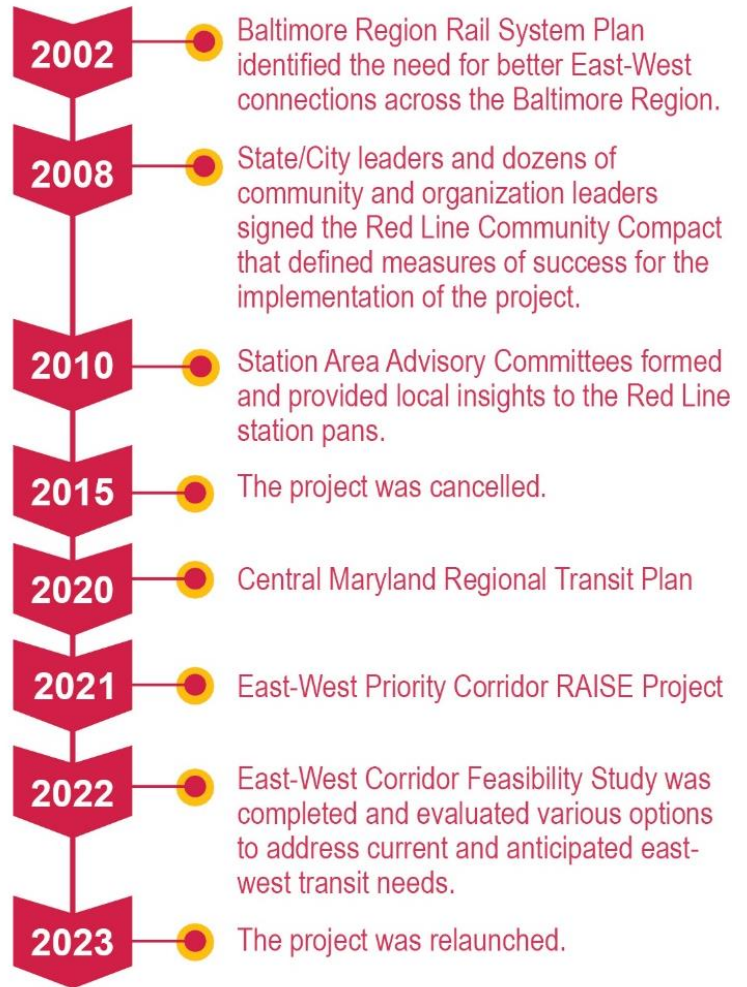 2002
Baltimore Region Rail System Plan
identified the need for better East-West
connections across the Baltimore Region.
2008
State/City leaders and dozens of
community and organization leaders
signed the Red Line Community Compact
that defined measures of success for the
implementation of the project.
2010
Station Area Advisory Committees formed
and provided local insights to the Red Line
station pans.
2015
The project was cancelled.
2020
Central Maryland Regional Transit Plan
2021
East-West Priority Corridor RAISE Project
2022
East-West Corridor Feasibility Study was
completed and evaluated various options
to address current and anticipated east-
west transit needs.
2023
The project was relaunched.